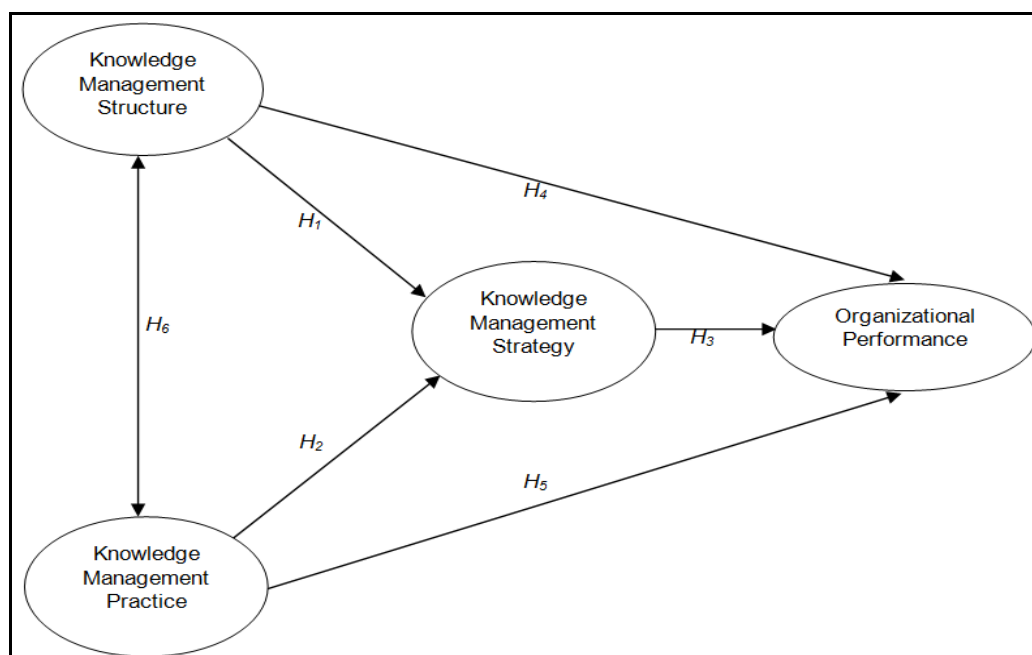 Knowledge
Management
Structure
H4
H1
Knowledge
Management
Strategy
Organizational
Performance
H3
H6
H2
H5
Knowledge
Management
Practice